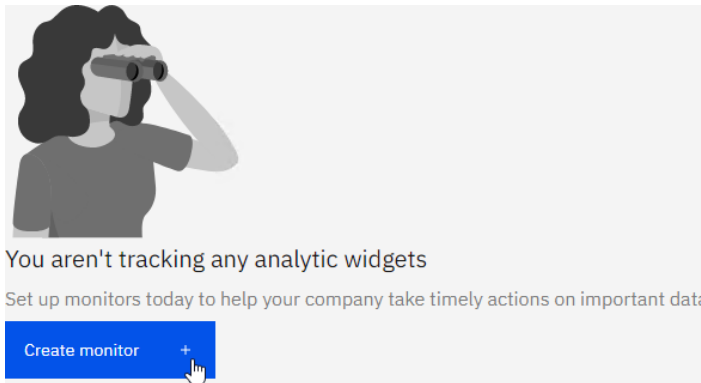 You aren't tracking any analytic widgets
Set up monitors today to help your company take timely actions on important data
Create monitor +